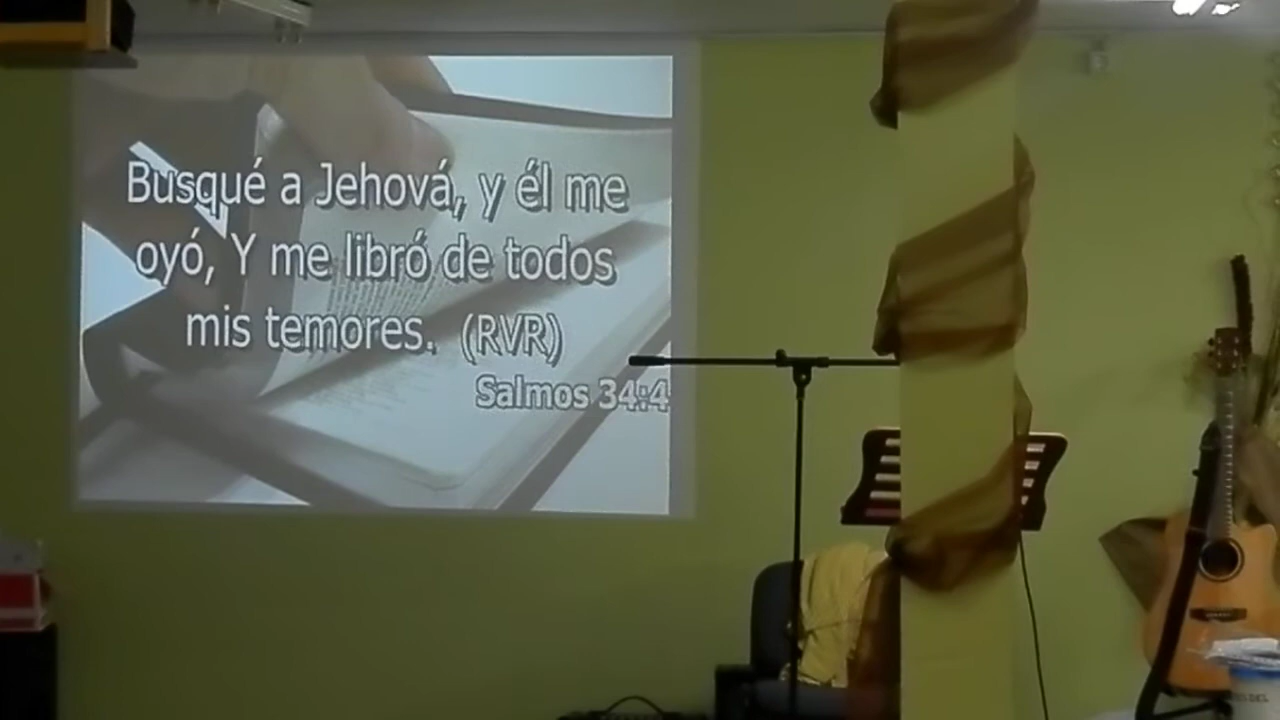 Busqué a Jehová, y él me
oyó, Y me libró de todos
mis temores. (RVR)
Salmos 34:4